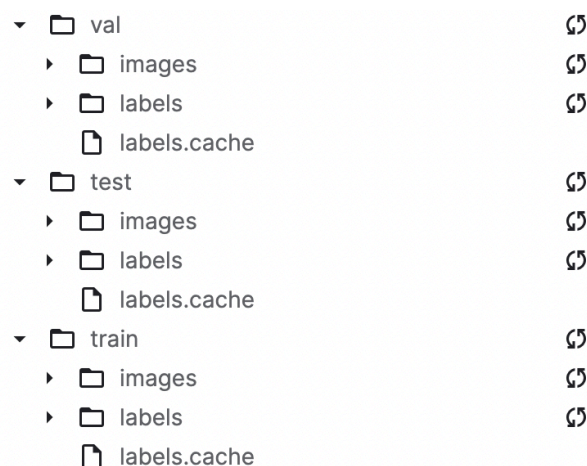 val
images
labels
labels.cache
test
images
labels
labels.cache
train
images
labels
labels.cache